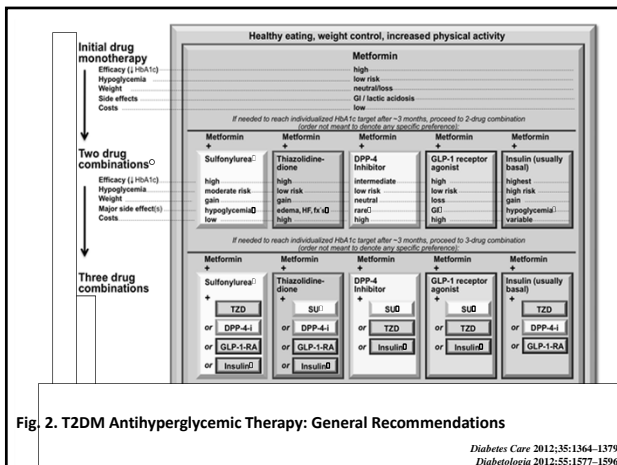 Healthy eating, weight control, increased physical activity
Initial drug monotherapy
Metformin
Efficacy (↓ HbA1c) high
Hypoglycemia low risk
Weight neutral/loss
Side effects GI / lactic acidosis
Costs low
If needed to reach individualized HbA1c target after ~3 months, proceed to 2-drug combination
(order not meant to denote any specific preference):
Two drug combinations
Metformin + Metformin + Metformin + Metformin + Metformin +
Sulfonylurea Thiazolidine-dione DPP-4 Inhibitor GLP-1 receptor agonist Insulin (usually basal)
Efficacy (↓ HbA1c) high high intermediate high highest
Hypoglycemia moderate risk low risk low risk low risk high risk
Weight gain gain neutral loss gain
Major side effect(s) hypoglycemia edema, HF, fx's rare GI hypoglycemia
Costs low high high high variable
If needed to reach individualized HbA1c target after ~3 months, proceed to 3-drug combination
(order not meant to denote any specific preference):
Three drug combinations
Metformin + Metformin + Metformin + Metformin + Metformin +
Sulfonylurea + Thiazolidine-dione + DPP-4 Inhibitor + GLP-1 receptor agonist + Insulin (usually basal) +
TZD SU SU SU TZD
or DPP-4-i or DPP-4-i or TZD or TZD or DPP-4-i
or GLP-1-RA or GLP-1-RA or Insulin or Insulin or GLP-1-RA
or Insulin or Insulin
Fig. 2. T2DM Antihyperglycemic Therapy: General Recommendations
Diabetes Care 2012;35:1364–1379
Diabetologia 2012;55:1577–1596